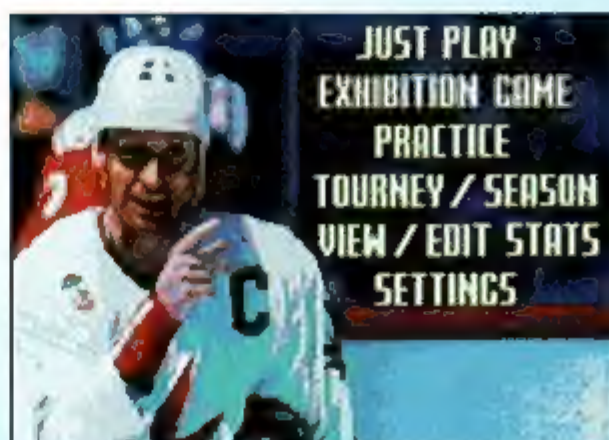 JUST PLAY
EXHIBITION GAME
PRACTICE
TOURNEY / SEASON
VIEW / EDIT STATS
SETTINGS
C